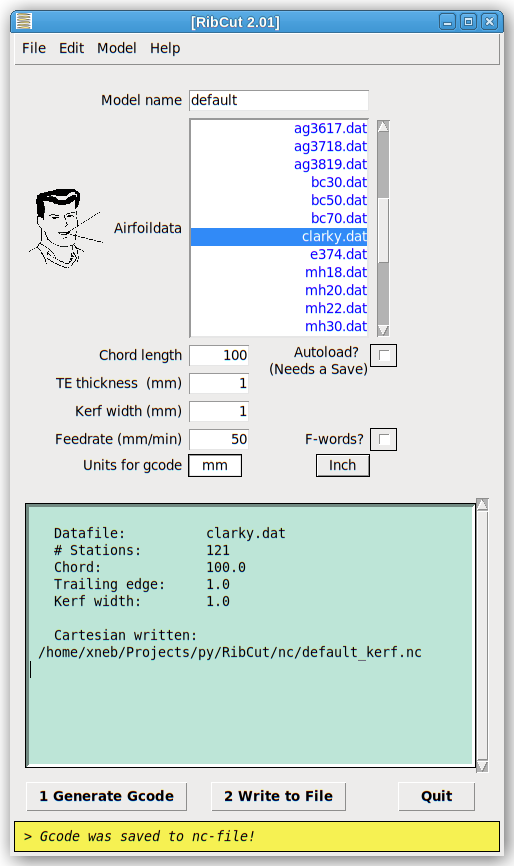 [RibCut 2.01]
File Edit Model Help
Model name default
ag3617.dat
ag3718.dat
ag3819.dat
bc30.dat
bc50.dat
bc70.dat
Airfoildata
clarky.dat
e374.dat
mh18.dat
mh20.dat
mh22.dat
mh30.dat
Chord length 100 Autoload?
(Needs a Save)
TE thickness (mm) 1
Kerf width (mm) 1
Feedrate (mm/min) 50 F-words?
Units for gcode mm Inch
Datafile: clarky.dat
# Stations: 121
Chord: 100.0
Trailing edge: 1.0
Kerf width: 1.0
Cartesian written:
/home/xneb/Projects/py/RibCut/nc/default_kerf.nc
1 Generate Gcode 2 Write to File Quit
> Gcode was saved to nc-file!